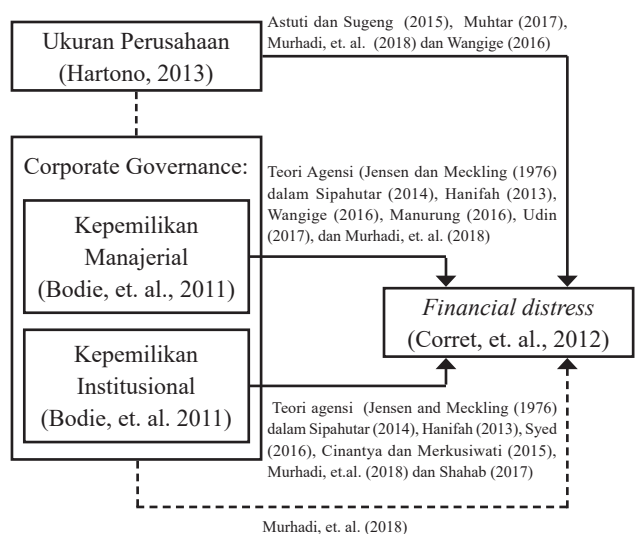 Ukuran Perusahaan
(Hartono, 2013)
Astuti dan Sugeng (2015), Muhtar (2017),
Murhadi, et. al. (2018) dan Wangige (2016)
Corporate Governance:
Kepemilikan
Manajerial
(Bodie, et. al., 2011)
Teori Agensi (Jensen dan Meckling (1976)
dalam Sipahutar (2014), Hanifah (2013),
Wangige (2016), Manurung (2016), Udin
(2017), dan Murhadi, et. al. (2018)
Financial distress
(Corret, et. al., 2012)
Kepemilikan
Institusional
(Bodie, et. al. 2011)
Teori agensi (Jensen and Meckling (1976)
dalam Sipahutar (2014), Hanifah (2013), Syed
(2016), Cinantya dan Merkusiwati (2015),
Murhadi, et.al. (2018) dan Shahab (2017)
Murhadi, et. al. (2018)